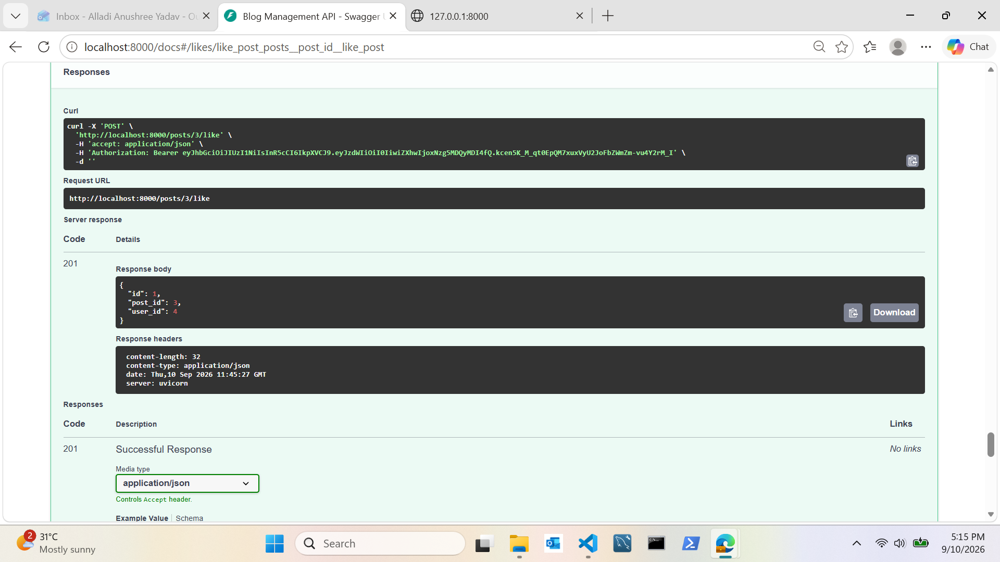 Inbox - Alladi Anushree Yadav - Ou
Blog Management API - Swagger U
127.0.0.1:8000
localhost:8000/docs#/likes/like_post_posts__post_id__like_post
Chat
Responses
Curl
curl -X 'POST' \
'http://localhost:8000/posts/3/like' \
-H 'accept: application/json' \
-H 'Authorization: Bearer eyJhbGciOiJIUzI1NiIsInR5cCI6IkpXVCJ9.eyJzdWIiOiI0IiwiZXhwIjoxNzg5MDQyMDI4fQ.kcen5K_M_qt0EpQM7xuxVyU2JoFbZWmZm-vu4Y2rM_I' \
-d ''
Request URL
http://localhost:8000/posts/3/like
Server response
Code Details
201
Response body
{
"id": 1,
"post_id": 3,
"user_id": 4
}
Download
Response headers
content-length: 32
content-type: application/json
date: Thu,10 Sep 2026 11:45:27 GMT
server: uvicorn
Responses
Code Description Links
201 Successful Response No links
Media type
application/json
Controls Accept header.
Example Value Schema
2
31°C
Mostly sunny
Search
5:15 PM
9/10/2026